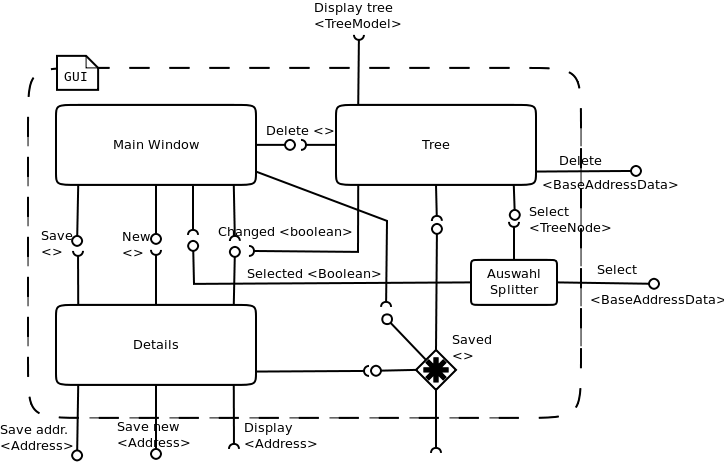 Display tree
<TreeModel>
GUI
Main Window
Delete <>
Tree
Delete
<BaseAddressData>
Save
<>
New
<>
Changed <boolean>
Select
<TreeNode>
Selected <Boolean>
Auswahl
Splitter
Select
<BaseAddressData>
Details
Saved
<>
Save addr.
<Address>
Save new
<Address>
Display
<Address>